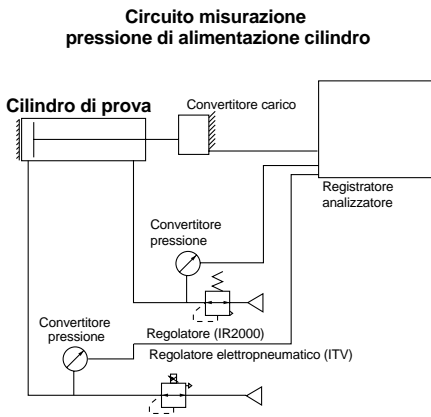 Circuito misurazione
pressione di alimentazione cilindro
Cilindro di prova
Convertitore carico
Registratore
analizzatore
Convertitore
pressione
Convertitore
pressione
Regolatore (IR2000)
Regolatore elettropneumatico (ITV)